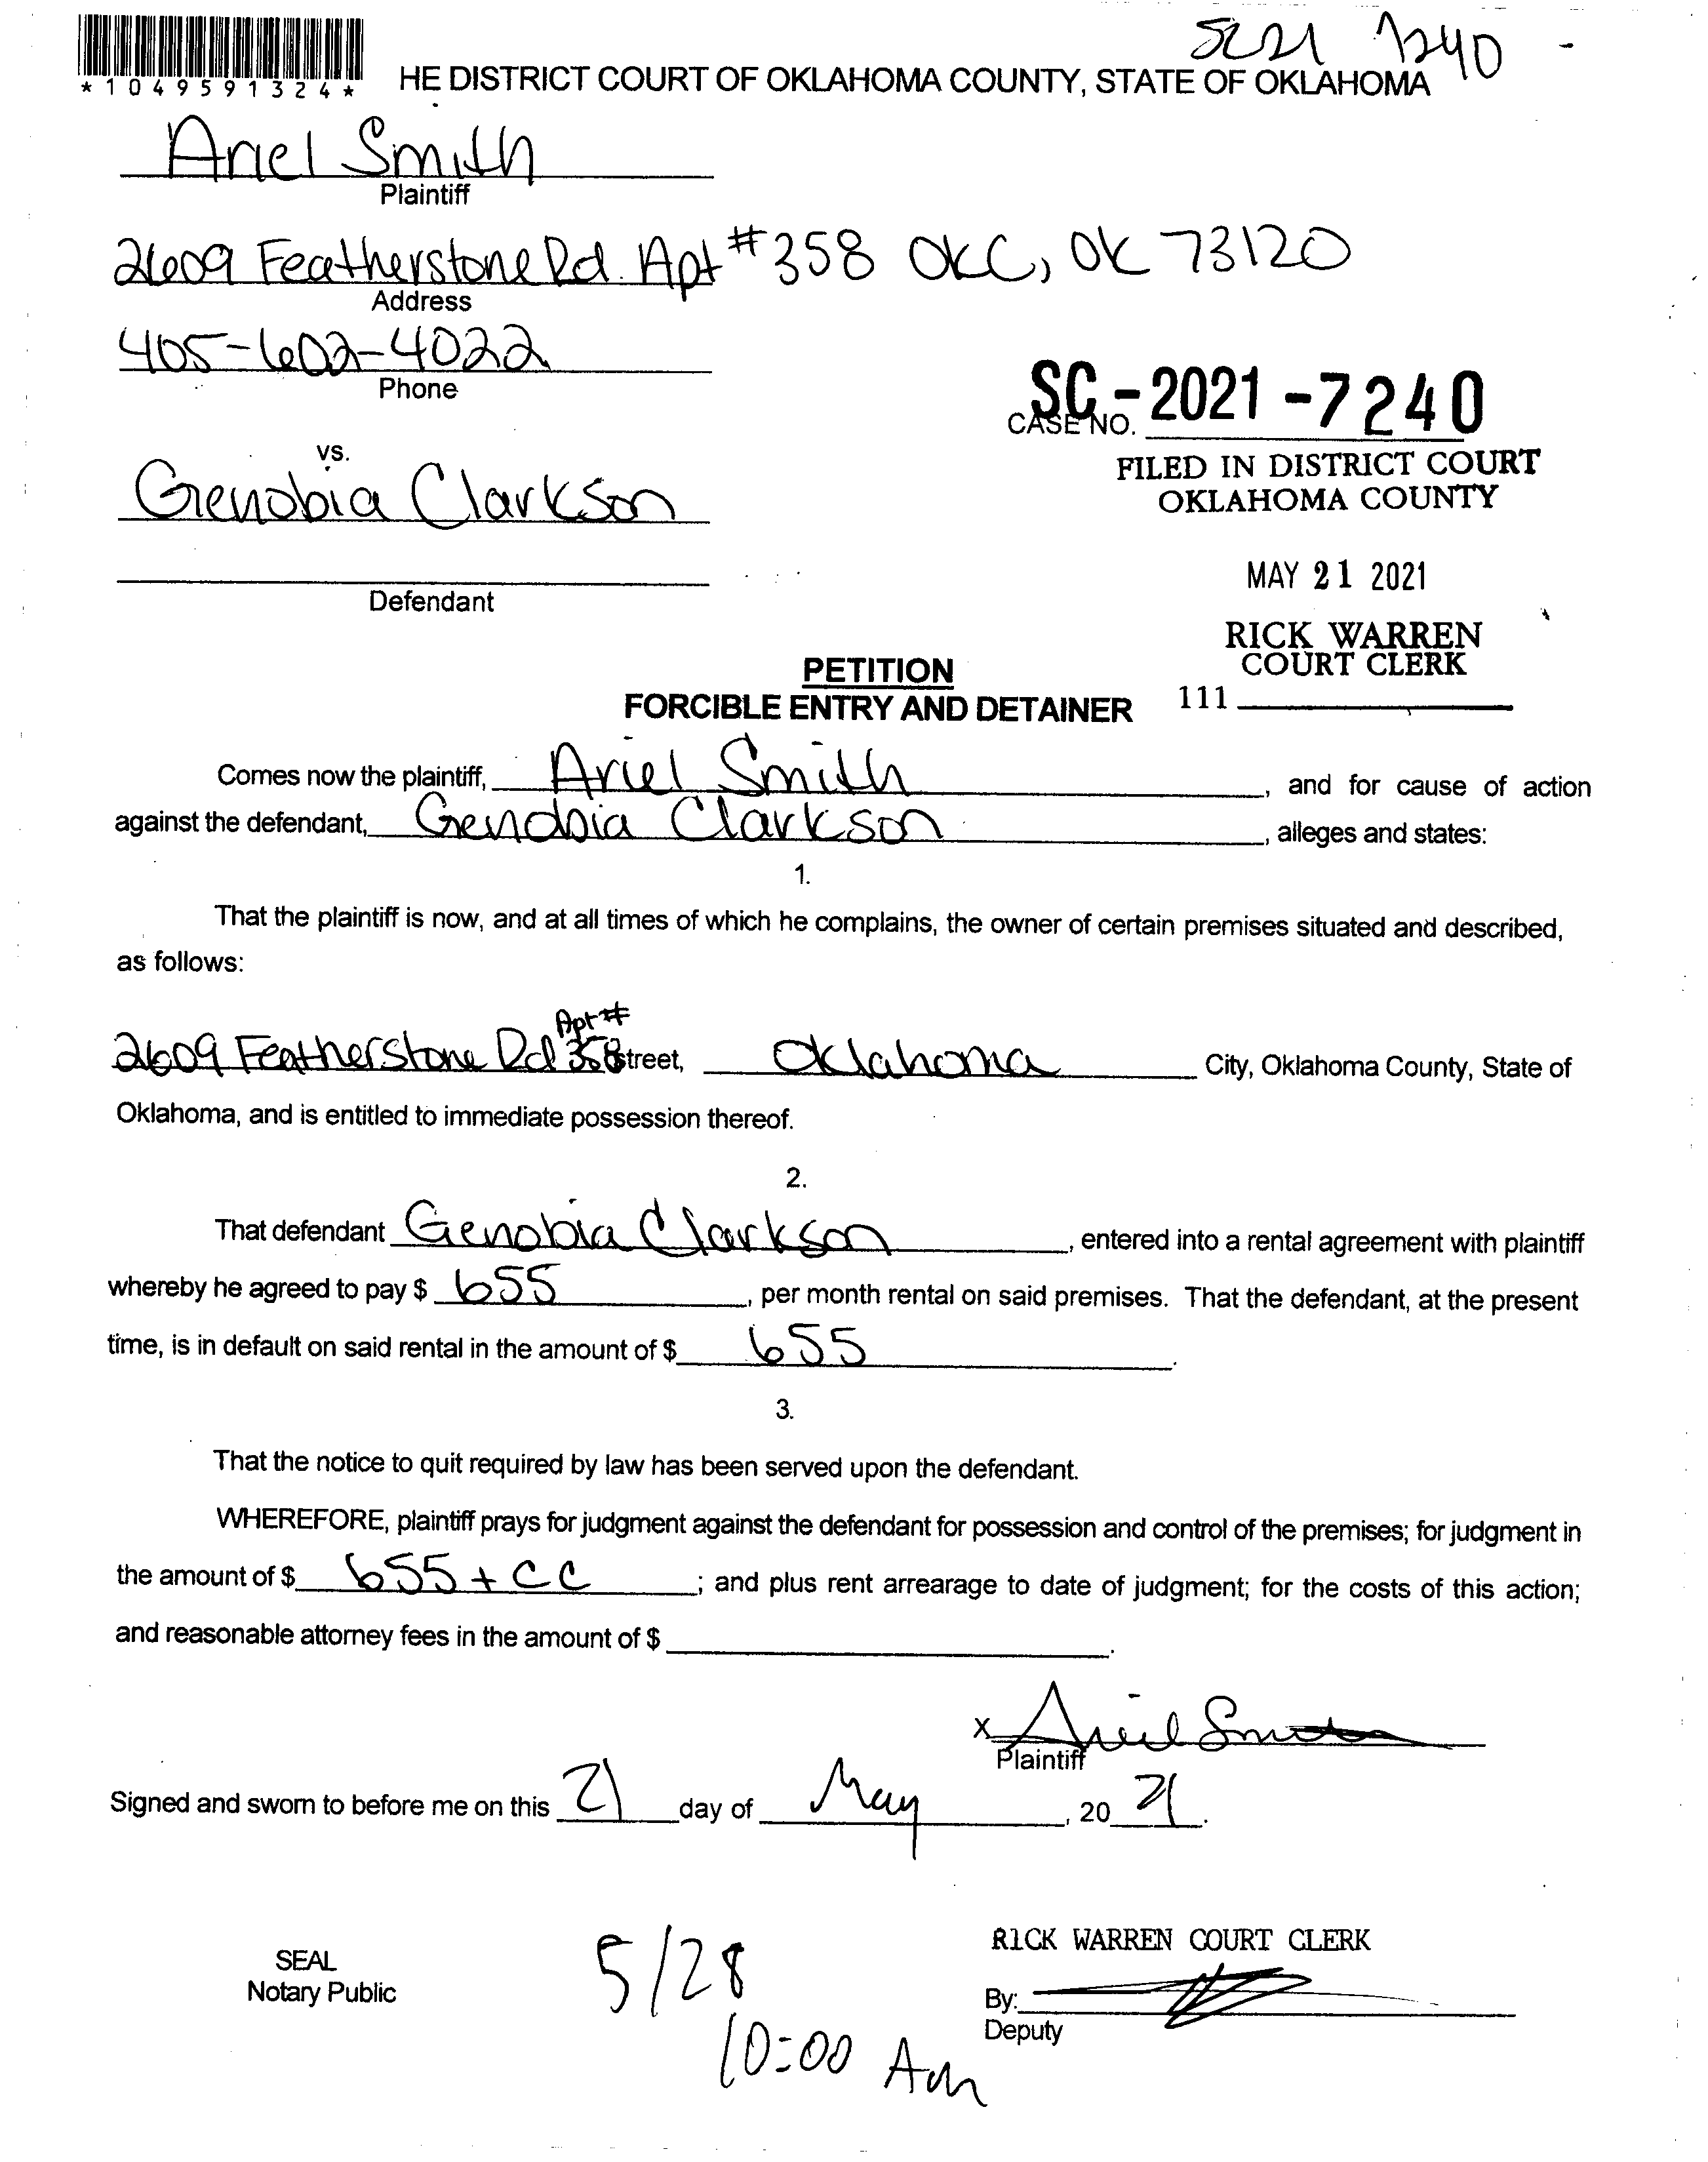 SC21 7240 -
*1049591324*
HE DISTRICT COURT OF OKLAHOMA COUNTY, STATE OF OKLAHOMA
Ariel Smith
Plaintiff
2609 Featherstone Rd. Apt #358 OKC, OK 73120
Address
405-602-4022
Phone
SC-2021-7240
CASE NO.
vs.
FILED IN DISTRICT COURT
OKLAHOMA COUNTY
Genobia Clarkson
MAY 21 2021
Defendant
RICK WARREN
COURT CLERK
111
PETITION
FORCIBLE ENTRY AND DETAINER
Comes now the plaintiff, Ariel Smith, and for cause of action
against the defendant, Genobia Clarkson, alleges and states:
1.
That the plaintiff is now, and at all times of which he complains, the owner of certain premises situated and described,
as follows:
Apt #
2609 Featherstone Rd 358 Street, Oklahoma City, Oklahoma County, State of
Oklahoma, and is entitled to immediate possession thereof.
2.
That defendant Genobia Clarkson, entered into a rental agreement with plaintiff
whereby he agreed to pay $ 655, per month rental on said premises. That the defendant, at the present
time, is in default on said rental in the amount of $ 655.
3.
That the notice to quit required by law has been served upon the defendant.
WHEREFORE, plaintiff prays for judgment against the defendant for possession and control of the premises; for judgment in
the amount of $ 655 + CC; and plus rent arrearage to date of judgment; for the costs of this action;
and reasonable attorney fees in the amount of $ .
X Ariel Smith
Plaintiff
Signed and sworn to before me on this 21 day of May, 20 21.
SEAL
Notary Public
5/28
10:00 Am
RICK WARREN COURT CLERK
By:
Deputy